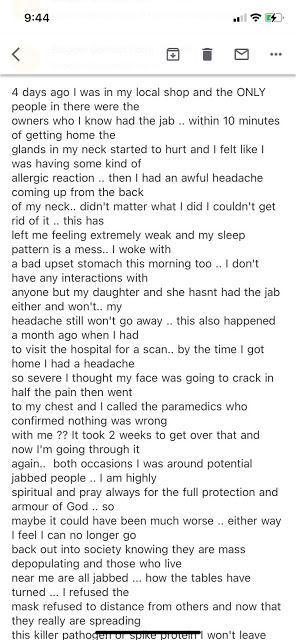 9:44
4 days ago I was in my local shop and the ONLY
people in there were the
owners who I know had the jab .. within 10 minutes
of getting home the
glands in my neck started to hurt and I felt like I
was having some kind of
allergic reaction .. then I had an awful headache
coming up from the back
of my neck.. didn't matter what I did I couldn't get
rid of it .. this has
left me feeling extremely weak and my sleep
pattern is a mess.. I woke with
a bad upset stomach this morning too .. I don't
have any interactions with
anyone but my daughter and she hasnt had the jab
either and won't.. my
headache still won't go away .. this also happened
a month ago when I had
to visit the hospital for a scan.. by the time I got
home I had a headache
so severe I thought my face was going to crack in
half the pain then went
to my chest and I called the paramedics who
confirmed nothing was wrong
with me ?? It took 2 weeks to get over that and
now I'm going through it
again.. both occasions I was around potential
jabbed people .. I am highly
spiritual and pray always for the full protection and
armour of God .. so
maybe it could have been much worse .. either way
I feel I can no longer go
back out into society knowing they are mass
depopulating and those who live
near me are all jabbed ... how the tables have
turned ... I refused the
mask refused to distance from others and now that
they really are spreading
this killer pathogen or spike protein I won't leave